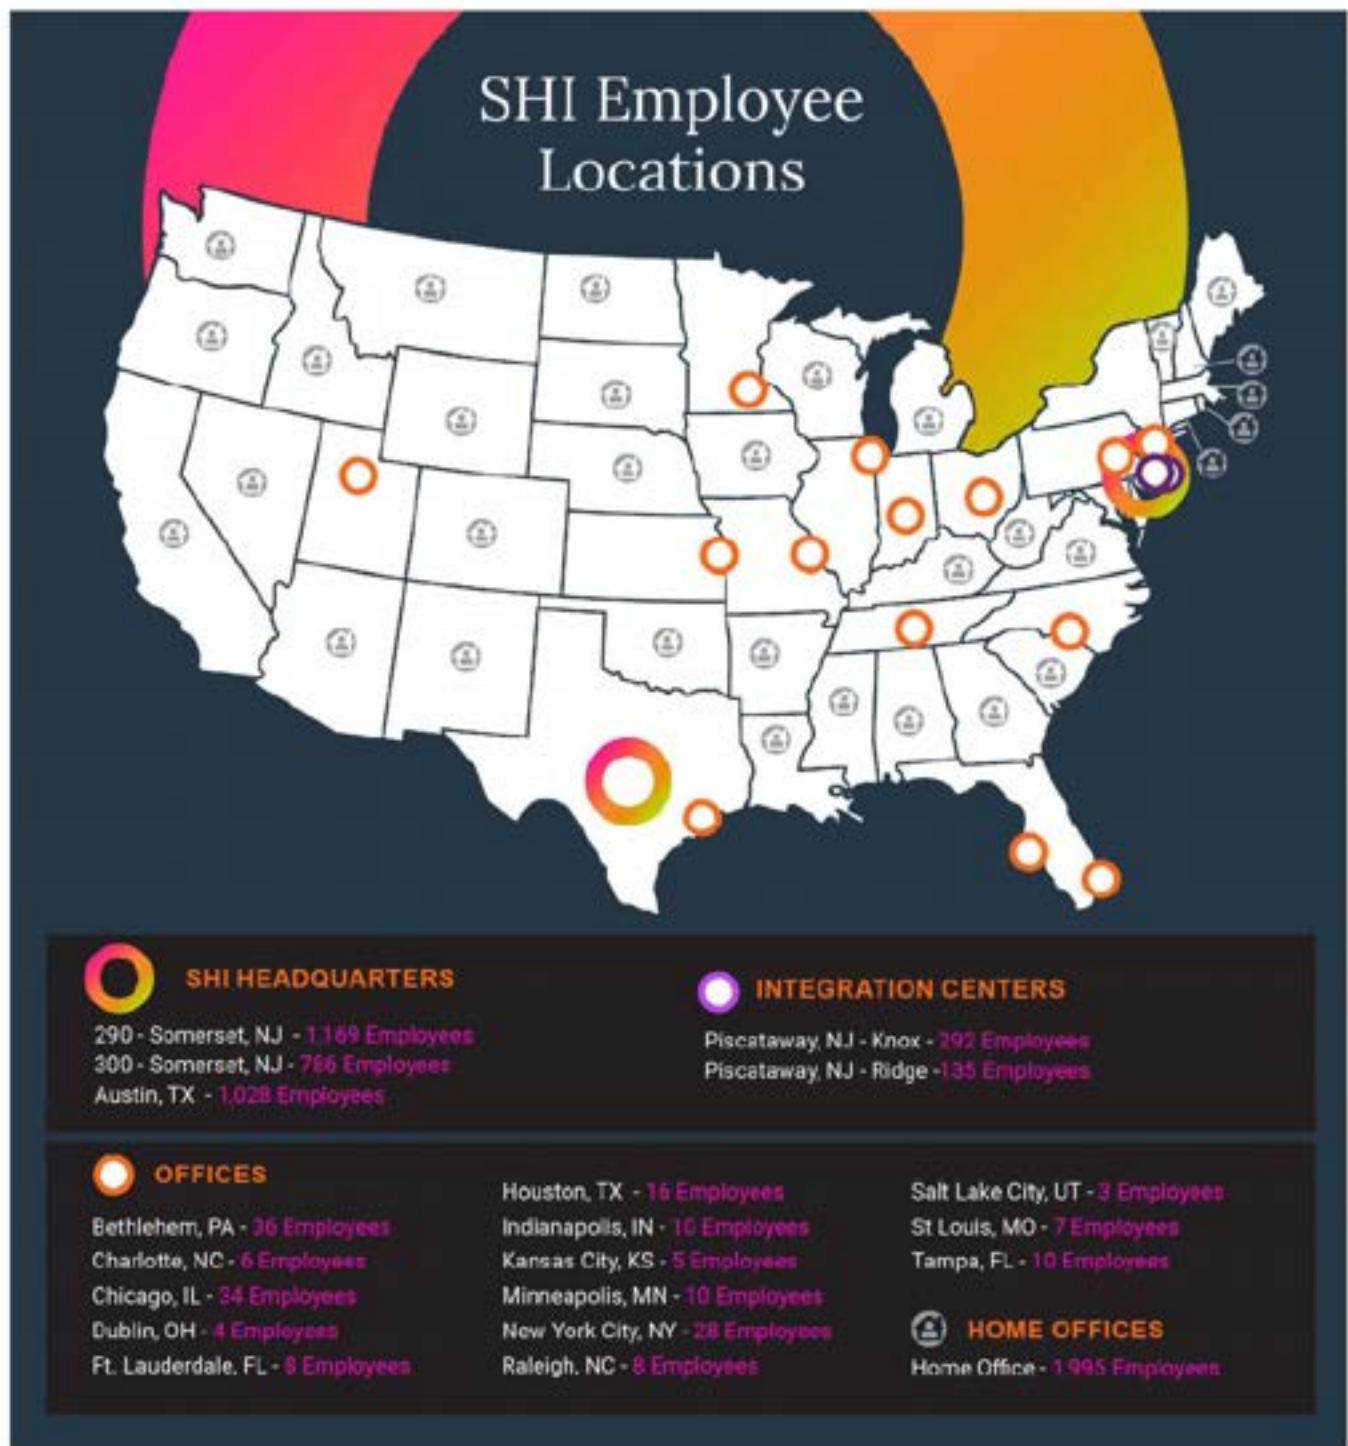 SHI Employee
Locations
SHI HEADQUARTERS
290 - Somerset, NJ - 1,169 Employees
300 - Somerset, NJ - 786 Employees
Austin, TX - 1,028 Employees
INTEGRATION CENTERS
Piscataway, NJ - Knox - 292 Employees
Piscataway, NJ - Ridge -135 Employees
OFFICES
Bethlehem, PA - 36 Employees
Charlotte, NC - 6 Employees
Chicago, IL - 34 Employees
Dublin, OH - 4 Employees
Ft. Lauderdale, FL - 8 Employees
Houston, TX - 16 Employees
Indianapolis, IN - 10 Employees
Kansas City, KS - 5 Employees
Minneapolis, MN - 10 Employees
New York City, NY - 28 Employees
Raleigh, NC - 8 Employees
Salt Lake City, UT - 3 Employees
St Louis, MO - 7 Employees
Tampa, FL - 10 Employees
HOME OFFICES
Home Office - 1,995 Employees